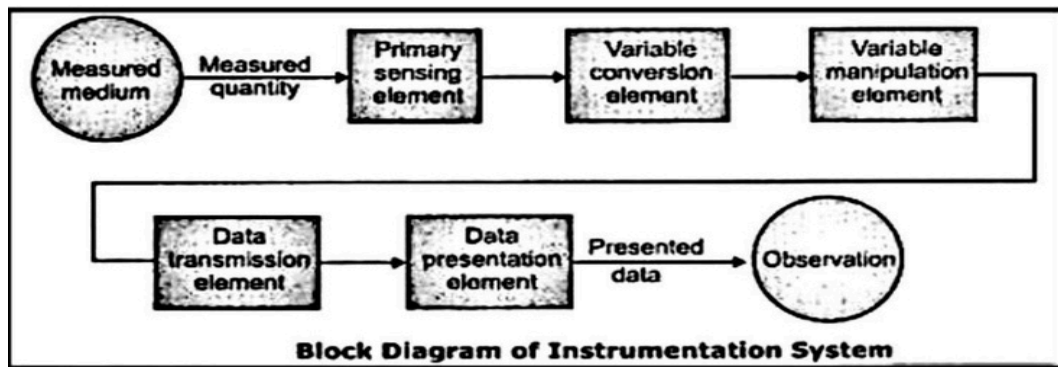 Measured
medium
Measured
quantity
Primary
sensing
element
Variable
conversion
element
Variable
manipulation
element
Data
transmission
element
Data
presentation
element
Presented
data
Observation
Block Diagram of Instrumentation System